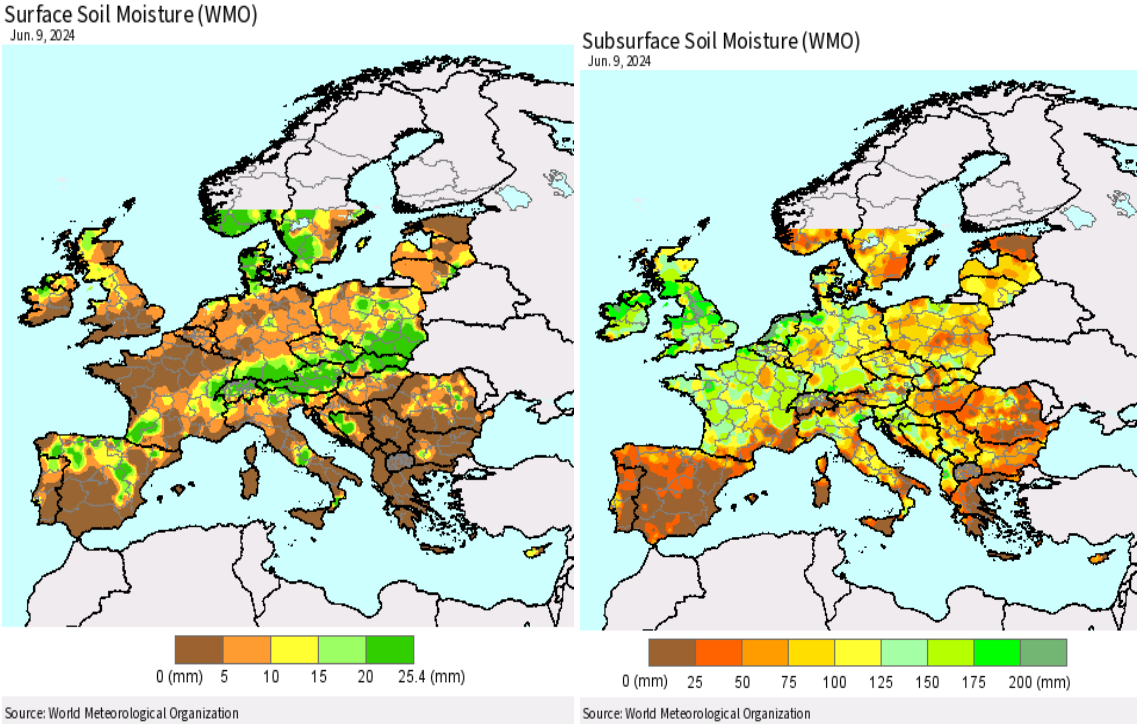 Surface Soil Moisture (WMO)
Jun. 9, 2024
0 (mm) 5 10 15 20 25.4 (mm)
Source: World Meteorological Organization
Subsurface Soil Moisture (WMO)
Jun. 9, 2024
0 (mm) 25 50 75 100 125 150 175 200 (mm)
Source: World Meteorological Organization